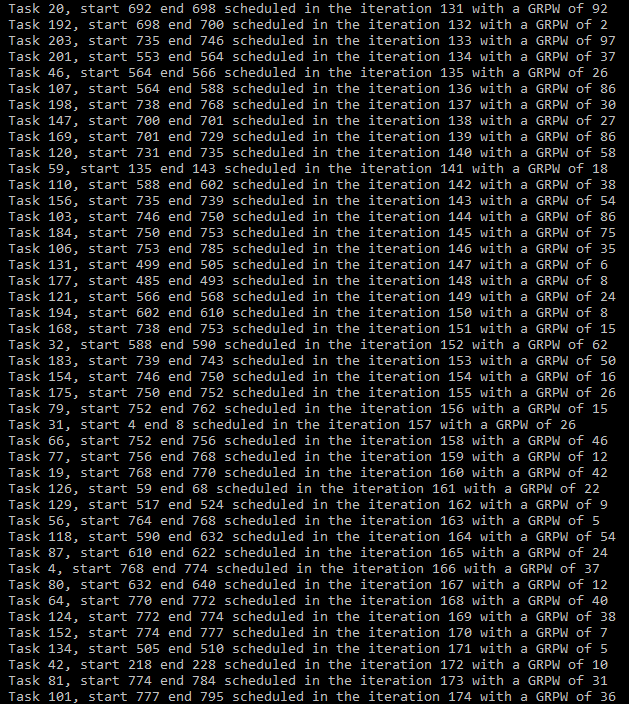 Task 20, start 692 end 698 scheduled in the iteration 131 with a GRPW of 92
Task 192, start 698 end 700 scheduled in the iteration 132 with a GRPW of 2
Task 203, start 735 end 746 scheduled in the iteration 133 with a GRPW of 97
Task 201, start 553 end 564 scheduled in the iteration 134 with a GRPW of 37
Task 46, start 564 end 566 scheduled in the iteration 135 with a GRPW of 26
Task 107, start 564 end 588 scheduled in the iteration 136 with a GRPW of 86
Task 198, start 738 end 768 scheduled in the iteration 137 with a GRPW of 30
Task 147, start 700 end 701 scheduled in the iteration 138 with a GRPW of 27
Task 169, start 701 end 729 scheduled in the iteration 139 with a GRPW of 86
Task 120, start 731 end 735 scheduled in the iteration 140 with a GRPW of 58
Task 59, start 135 end 143 scheduled in the iteration 141 with a GRPW of 18
Task 110, start 588 end 602 scheduled in the iteration 142 with a GRPW of 38
Task 156, start 735 end 739 scheduled in the iteration 143 with a GRPW of 54
Task 103, start 746 end 750 scheduled in the iteration 144 with a GRPW of 86
Task 184, start 750 end 753 scheduled in the iteration 145 with a GRPW of 75
Task 106, start 753 end 785 scheduled in the iteration 146 with a GRPW of 35
Task 131, start 499 end 505 scheduled in the iteration 147 with a GRPW of 6
Task 177, start 485 end 493 scheduled in the iteration 148 with a GRPW of 8
Task 121, start 566 end 568 scheduled in the iteration 149 with a GRPW of 24
Task 194, start 602 end 610 scheduled in the iteration 150 with a GRPW of 8
Task 168, start 738 end 753 scheduled in the iteration 151 with a GRPW of 15
Task 32, start 588 end 590 scheduled in the iteration 152 with a GRPW of 62
Task 183, start 739 end 743 scheduled in the iteration 153 with a GRPW of 50
Task 154, start 746 end 750 scheduled in the iteration 154 with a GRPW of 16
Task 175, start 750 end 752 scheduled in the iteration 155 with a GRPW of 26
Task 79, start 752 end 762 scheduled in the iteration 156 with a GRPW of 15
Task 31, start 4 end 8 scheduled in the iteration 157 with a GRPW of 26
Task 66, start 752 end 756 scheduled in the iteration 158 with a GRPW of 46
Task 77, start 756 end 768 scheduled in the iteration 159 with a GRPW of 12
Task 19, start 768 end 770 scheduled in the iteration 160 with a GRPW of 42
Task 126, start 59 end 68 scheduled in the iteration 161 with a GRPW of 22
Task 129, start 517 end 524 scheduled in the iteration 162 with a GRPW of 9
Task 56, start 764 end 768 scheduled in the iteration 163 with a GRPW of 5
Task 118, start 590 end 632 scheduled in the iteration 164 with a GRPW of 54
Task 87, start 610 end 622 scheduled in the iteration 165 with a GRPW of 24
Task 4, start 768 end 774 scheduled in the iteration 166 with a GRPW of 37
Task 80, start 632 end 640 scheduled in the iteration 167 with a GRPW of 12
Task 64, start 770 end 772 scheduled in the iteration 168 with a GRPW of 40
Task 124, start 772 end 774 scheduled in the iteration 169 with a GRPW of 38
Task 152, start 774 end 777 scheduled in the iteration 170 with a GRPW of 7
Task 134, start 505 end 510 scheduled in the iteration 171 with a GRPW of 5
Task 42, start 218 end 228 scheduled in the iteration 172 with a GRPW of 10
Task 81, start 774 end 784 scheduled in the iteration 173 with a GRPW of 31
Task 101, start 777 end 795 scheduled in the iteration 174 with a GRPW of 36